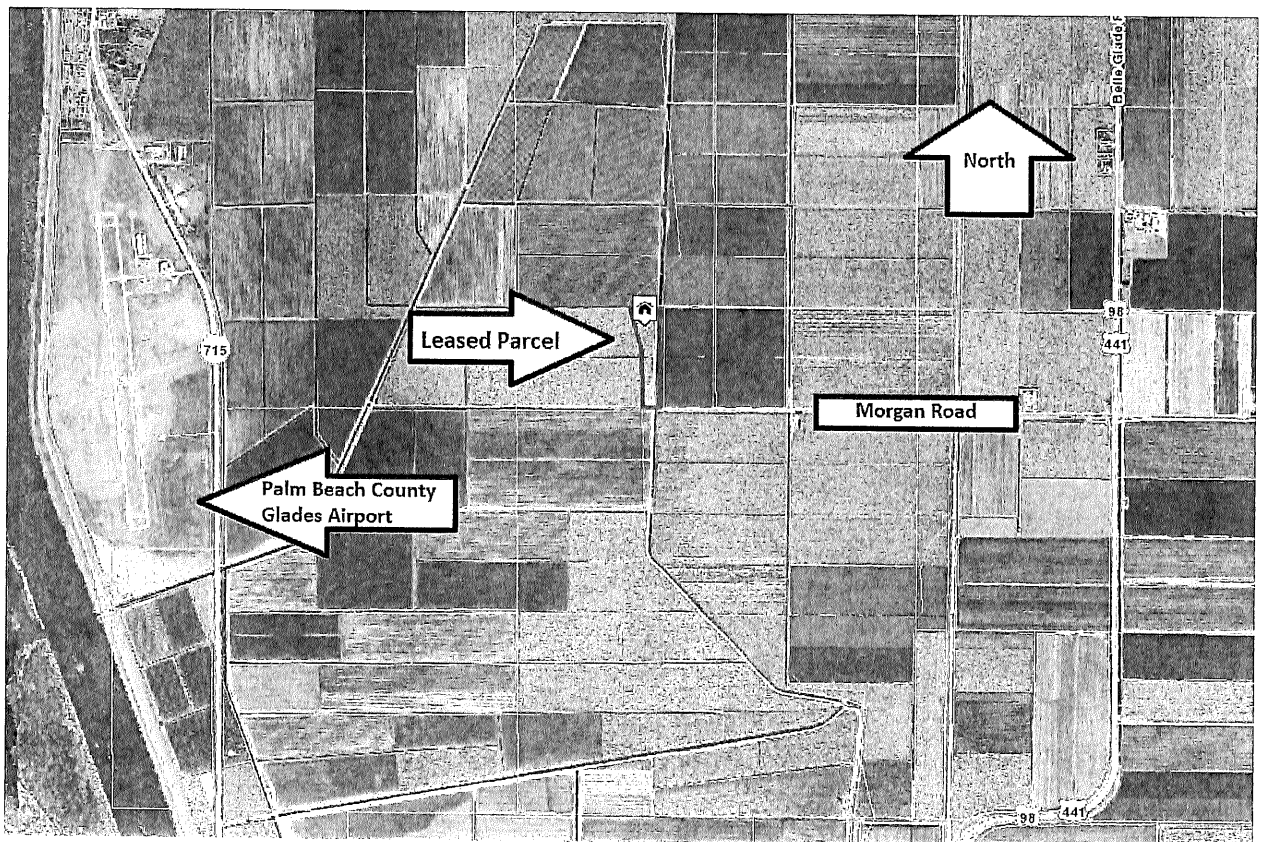 Belle Glade R
North
98
441
715
Leased Parcel
Morgan Road
Palm Beach County
Glades Airport
98
441